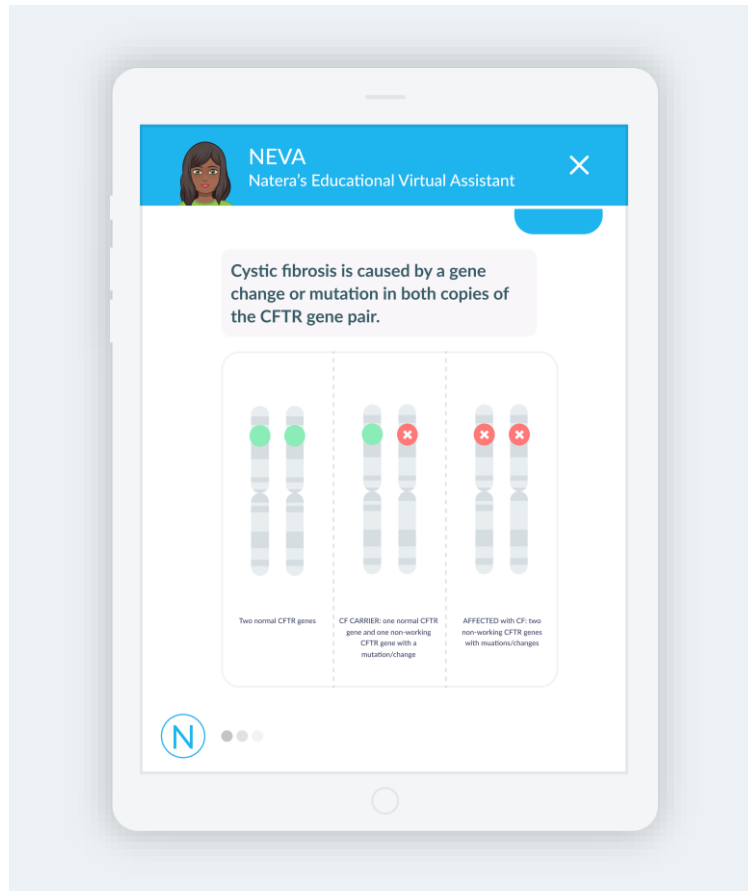 NEVA
Natera's Educational Virtual Assistant
Cystic fibrosis is caused by a gene
change or mutation in both copies of
the CFTR gene pair.
Two normal CFTR genes
CF CARRIER: one normal CFTR
gene and one non-working
CFTR gene with a
mutation/change
AFFECTED with CF: two
non-working CFTR genes
with muations/changes
N